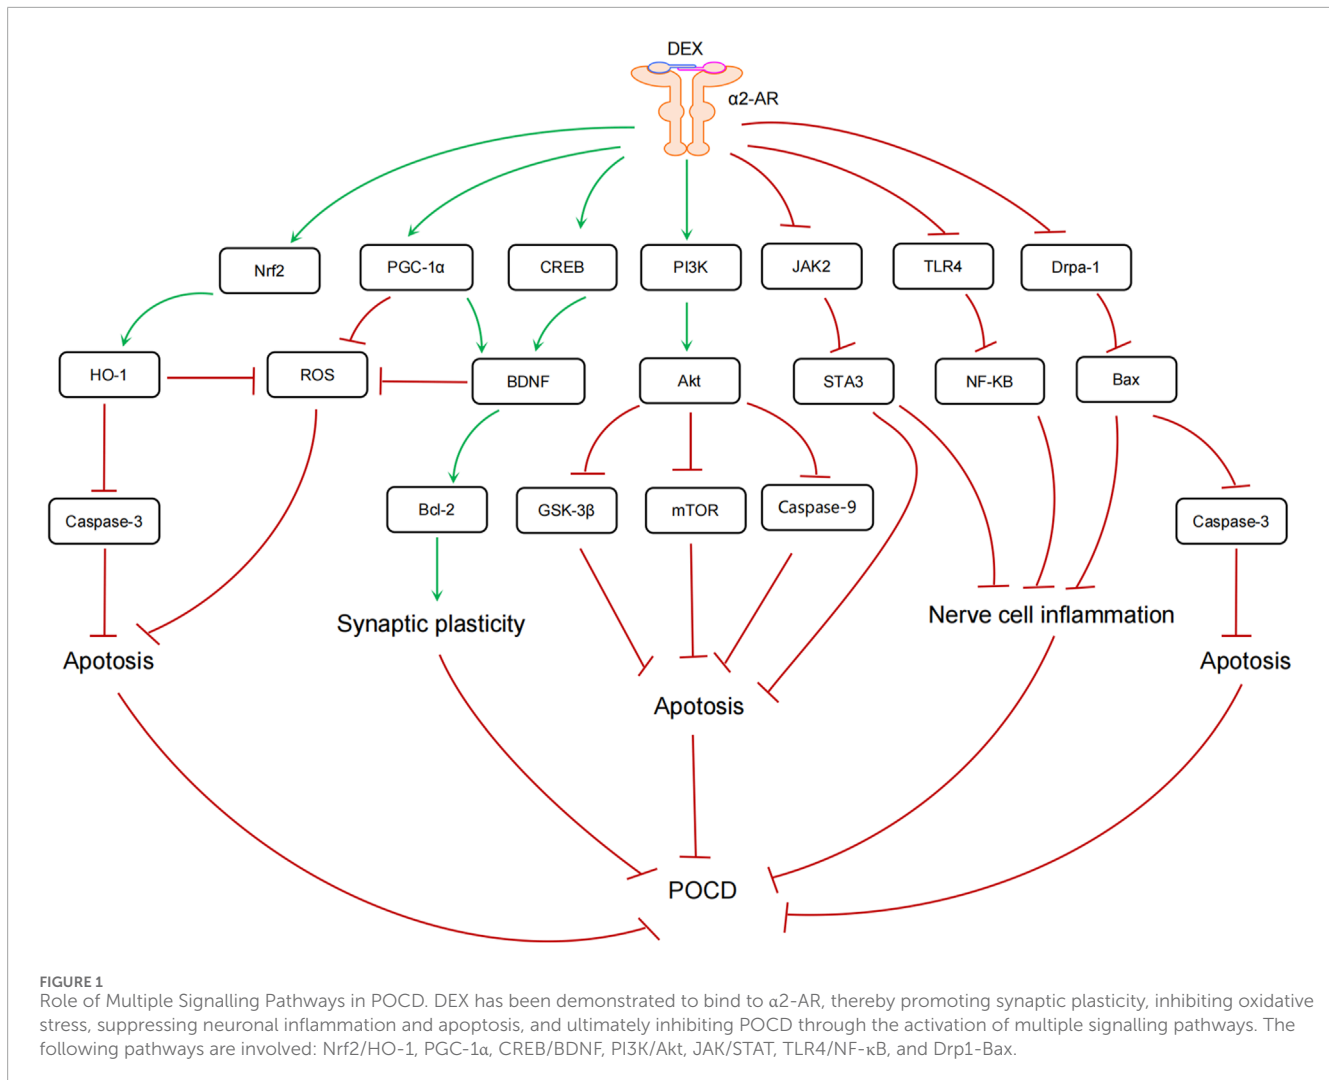 DEX
α2-AR
Nrf2
PGC-1α
CREB
PI3K
JAK2
TLR4
Drpa-1
HO-1
ROS
BDNF
Akt
STA3
NF-KB
Bax
Caspase-3
Bcl-2
GSK-3β
mTOR
Caspase-9
Caspase-3
Synaptic plasticity
Nerve cell inflammation
Apotosis
Apotosis
Apotosis
POCD
FIGURE 1
Role of Multiple Signalling Pathways in POCD. DEX has been demonstrated to bind to α2-AR, thereby promoting synaptic plasticity, inhibiting oxidative
stress, suppressing neuronal inflammation and apoptosis, and ultimately inhibiting POCD through the activation of multiple signalling pathways. The
following pathways are involved: Nrf2/HO-1, PGC-1α, CREB/BDNF, PI3K/Akt, JAK/STAT, TLR4/NF-κB, and Drp1-Bax.